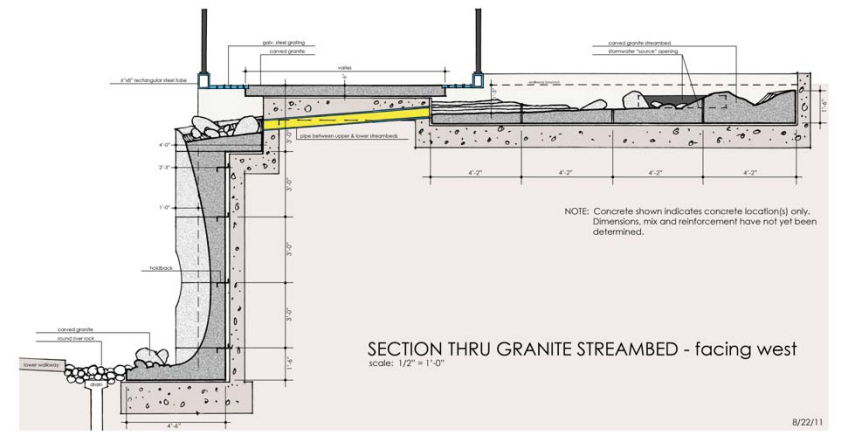 galv. steel grating
carved granite
carved granite streambed
stormwater "source" opening
varies
6"x8" rectangular steel tube
6"
1'-6"
pipe between upper & lower streambeds
4'-0"
2'-3"
1'-0"
3'-0"
3'-0"
3'-0"
3'-0"
1'-6"
4'-2"
4'-2"
4'-2"
4'-2"
NOTE: Concrete shown indicates concrete location(s) only.
Dimensions, mix and reinforcement have not yet been
determined.
holdback
carved granite
round river rock
lower walkway
drain
4'-6"
SECTION THRU GRANITE STREAMBED - facing west
scale: 1/2" = 1'-0"
8/22/11